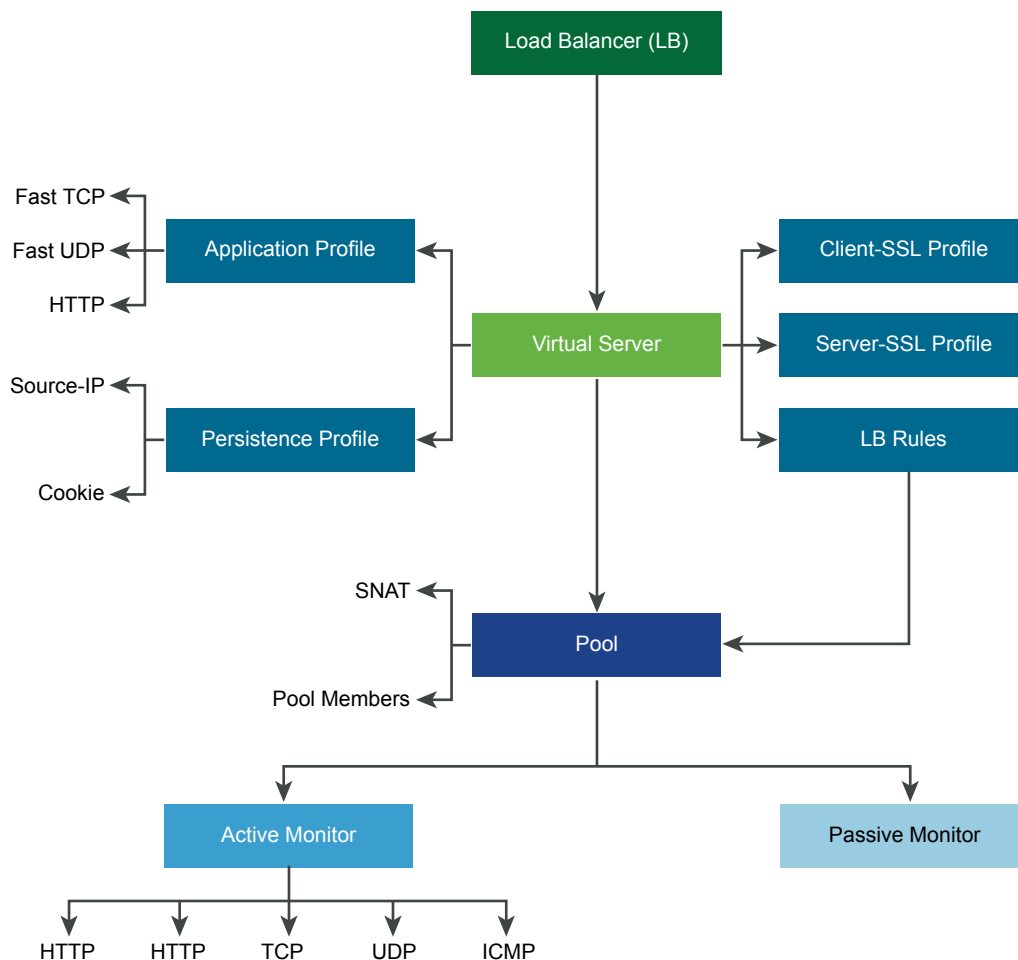 Load Balancer (LB)
Fast TCP
Fast UDP
HTTP
Application Profile
Client-SSL Profile
Virtual Server
Server-SSL Profile
Source-IP
Cookie
Persistence Profile
LB Rules
SNAT
Pool
Pool Members
Active Monitor
Passive Monitor
HTTP
HTTP
TCP
UDP
ICMP